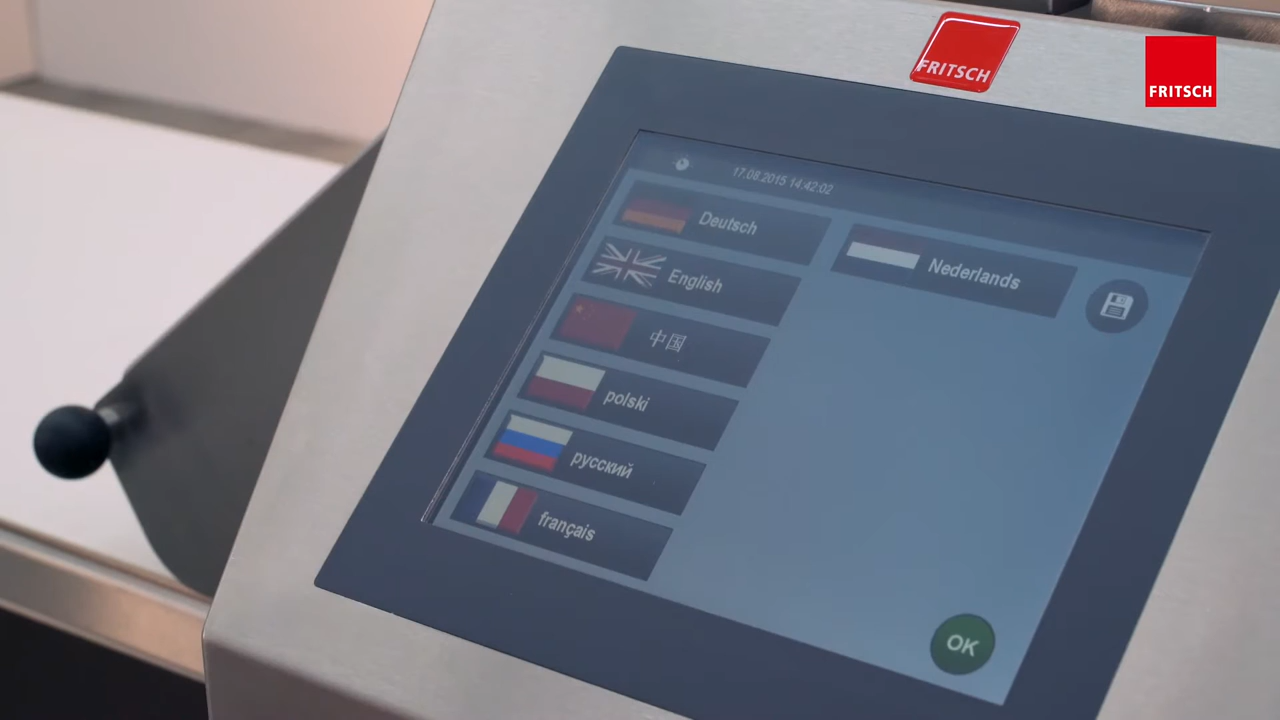 FRITSCH
FRITSCH
17.08.2015 14:42:02
Deutsch
Nederlands
English
中国
polski
русский
français
OK